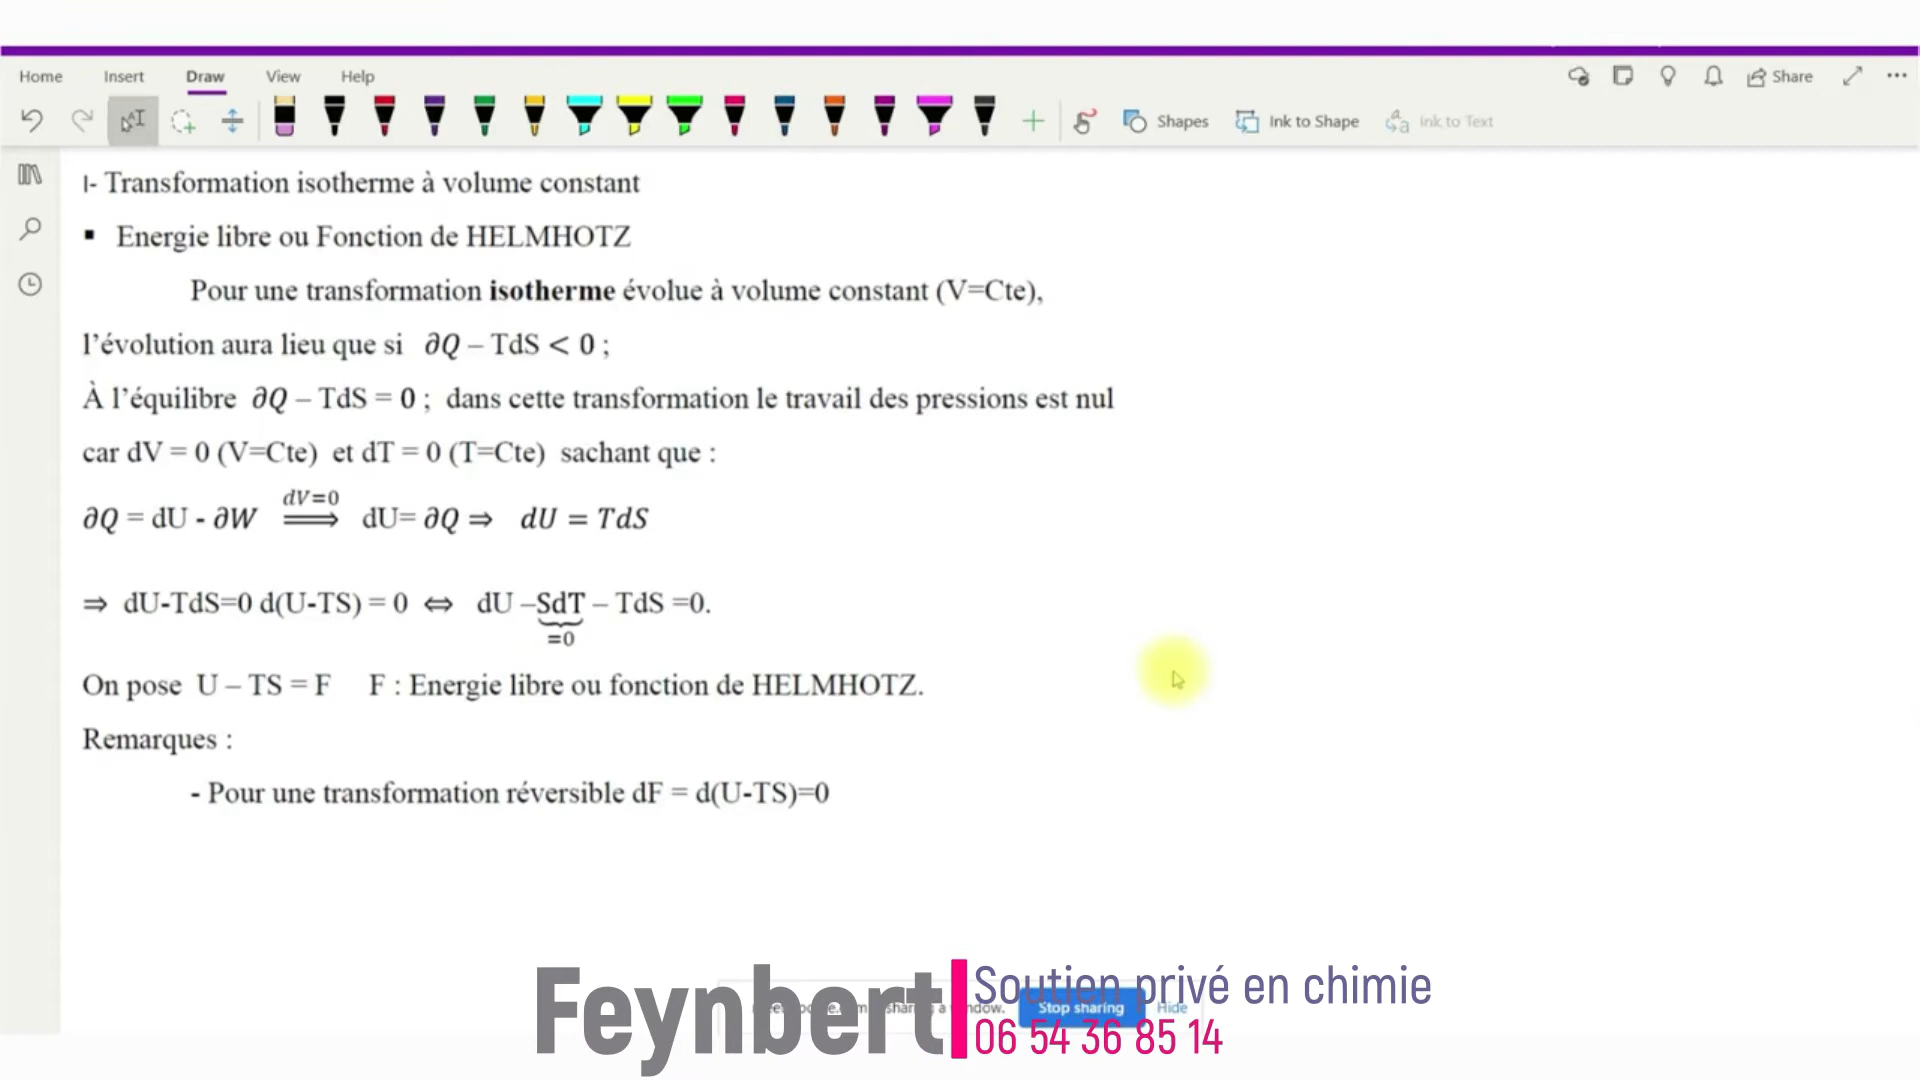 Home Insert Draw View Help Share
Shapes Ink to Shape Ink to Text
I- Transformation isotherme à volume constant
▪ Energie libre ou Fonction de HELMHOTZ
Pour une transformation isotherme évolue à volume constant (V=Cte),
l’évolution aura lieu que si ∂Q – TdS < 0 ;
À l’équilibre ∂Q – TdS = 0 ; dans cette transformation le travail des pressions est nul
car dV = 0 (V=Cte) et dT = 0 (T=Cte) sachant que :
dV=0
∂Q = dU - ∂W ⟹ dU= ∂Q ⇒ dU = TdS
⇒ dU-TdS=0 d(U-TS) = 0 ⇔ dU –SdT – TdS =0.
=0
On pose U – TS = F F : Energie libre ou fonction de HELMHOTZ.
Remarques :
- Pour une transformation réversible dF = d(U-TS)=0
Feynbert
Soutien privé en chimie
Stop sharing Hide
06 54 36 85 14